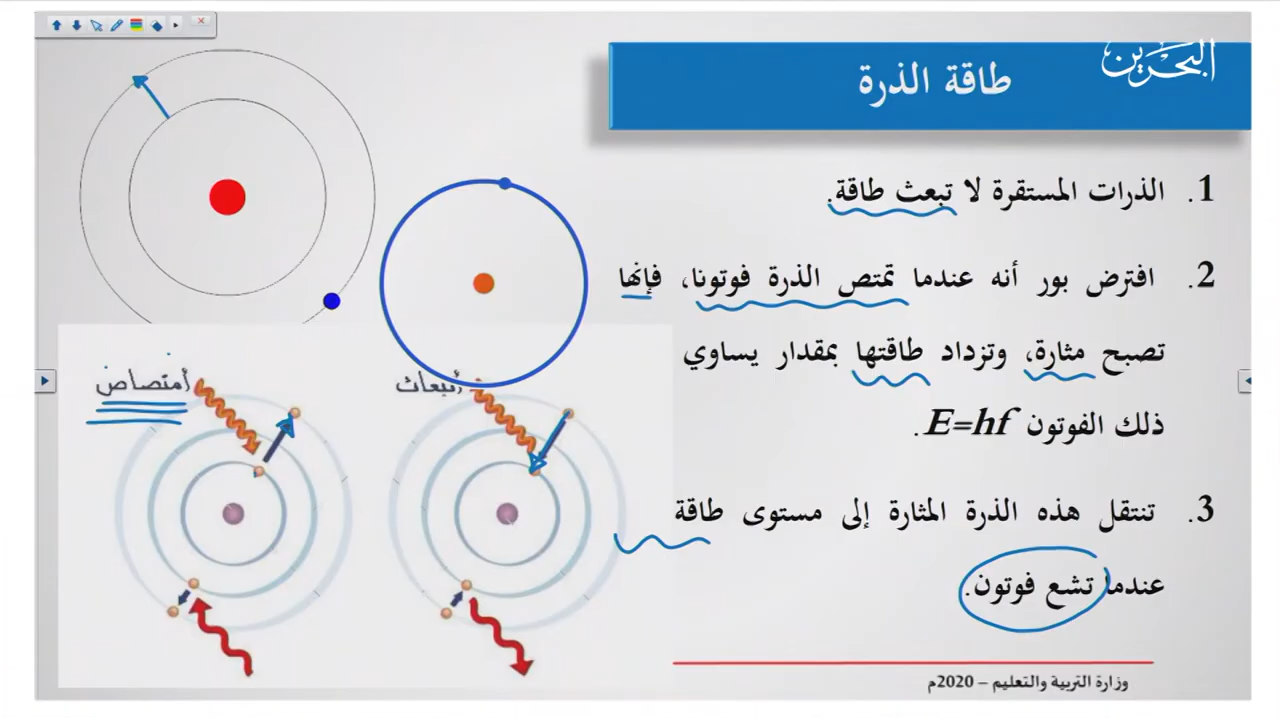 البحرين
طاقة الذرة
1. الذرات المستقرة لا تبعث طاقة.
2. افترض بور أنه عندما تمتص الذرة فوتونا، فإنها
تصبح مثارة، وتزداد طاقتها بمقدار يساوي
ذلك الفوتون E=hf.
3. تنتقل هذه الذرة المثارة إلى مستوى طاقة
عندما تشع فوتون.
أمتصاص
أنبعاث
وزارة التربية والتعليم – 2020م